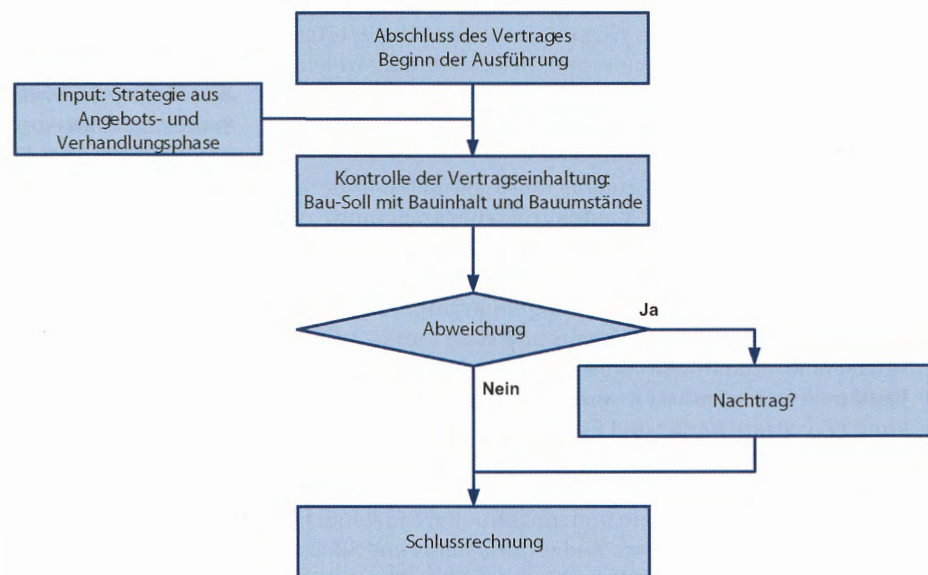 Abschluss des Vertrages
Beginn der Ausführung
Input: Strategie aus
Angebots- und
Verhandlungsphase
Kontrolle der Vertragseinhaltung:
Bau-Soll mit Bauinhalt und Bauumstände
Abweichung
Ja
Nein
Nachtrag?
Schlussrechnung